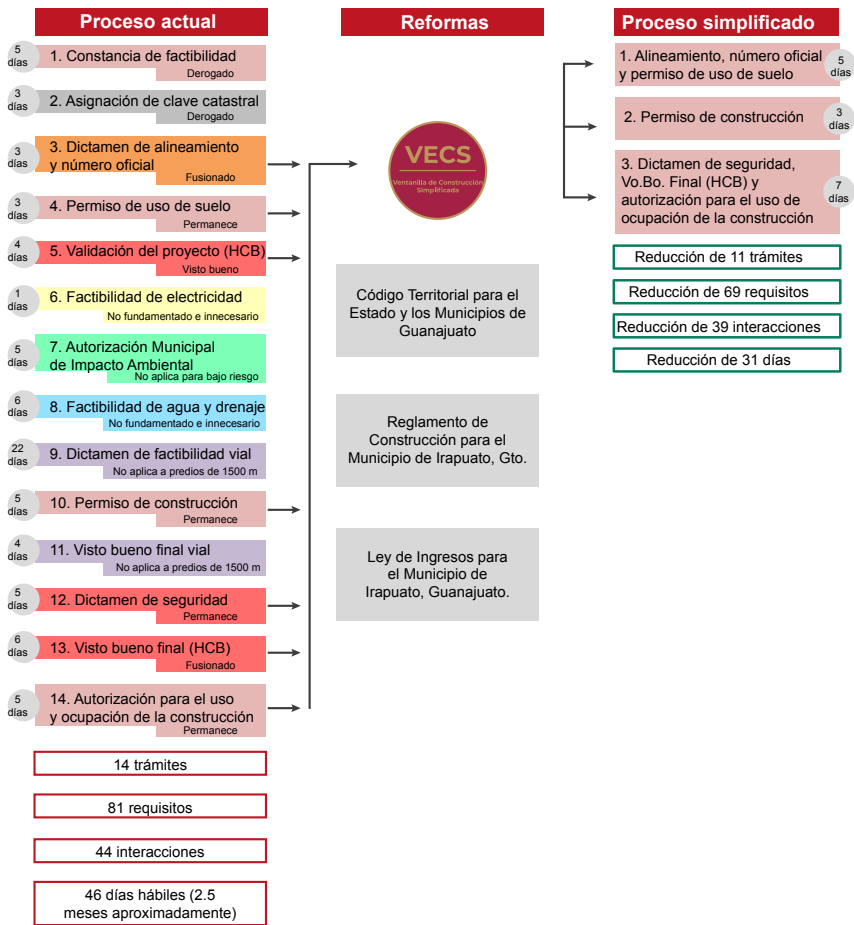 Proceso actual
5
días
1. Constancia de factibilidad
Derogado
3
días
2. Asignación de clave catastral
Derogado
3
días
3. Dictamen de alineamiento
y número oficial
Fusionado
3
días
4. Permiso de uso de suelo
Permanece
4
días
5. Validación del proyecto (HCB)
Visto bueno
1
días
6. Factibilidad de electricidad
No fundamentado e innecesario
5
días
7. Autorización Municipal
de Impacto Ambiental
No aplica para bajo riesgo
6
días
8. Factibilidad de agua y drenaje
No fundamentado e innecesario
22
días
9. Dictamen de factibilidad vial
No aplica a predios de 1500 m
5
días
10. Permiso de construcción
Permanece
4
días
11. Visto bueno final vial
No aplica a predios de 1500 m
5
días
12. Dictamen de seguridad
Permanece
6
días
13. Visto bueno final (HCB)
Fusionado
5
días
14. Autorización para el uso
y ocupación de la construcción
Permanece
14 trámites
81 requisitos
44 interacciones
46 días hábiles (2.5
meses aproximadamente)
Reformas
VECS
Ventanilla de Construcción
Simplificada
Código Territorial para el
Estado y los Municipios de
Guanajuato
Reglamento de
Construcción para el
Municipio de Irapuato, Gto.
Ley de Ingresos para
el Municipio de
Irapuato, Guanajuato.
Proceso simplificado
1. Alineamiento, número oficial
y permiso de uso de suelo
5
días
2. Permiso de construcción
3
días
3. Dictamen de seguridad,
Vo.Bo. Final (HCB) y
autorización para el uso de
ocupación de la construcción
7
días
Reducción de 11 trámites
Reducción de 69 requisitos
Reducción de 39 interacciones
Reducción de 31 días